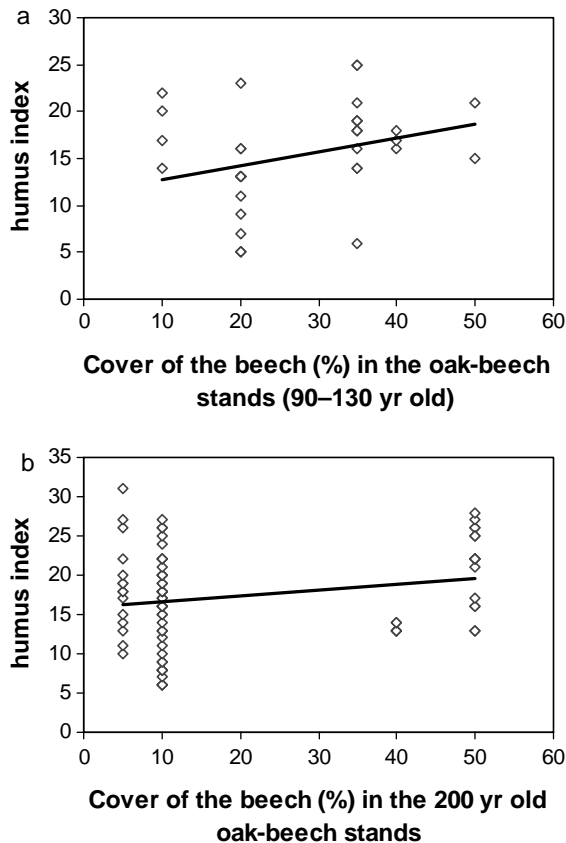 a
30
25
20
15
10
5
0
humus index
0 10 20 30 40 50 60
Cover of the beech (%) in the oak-beech
stands (90–130 yr old)
b
35
30
25
20
15
10
5
0
humus index
0 10 20 30 40 50 60
Cover of the beech (%) in the 200 yr old
oak-beech stands